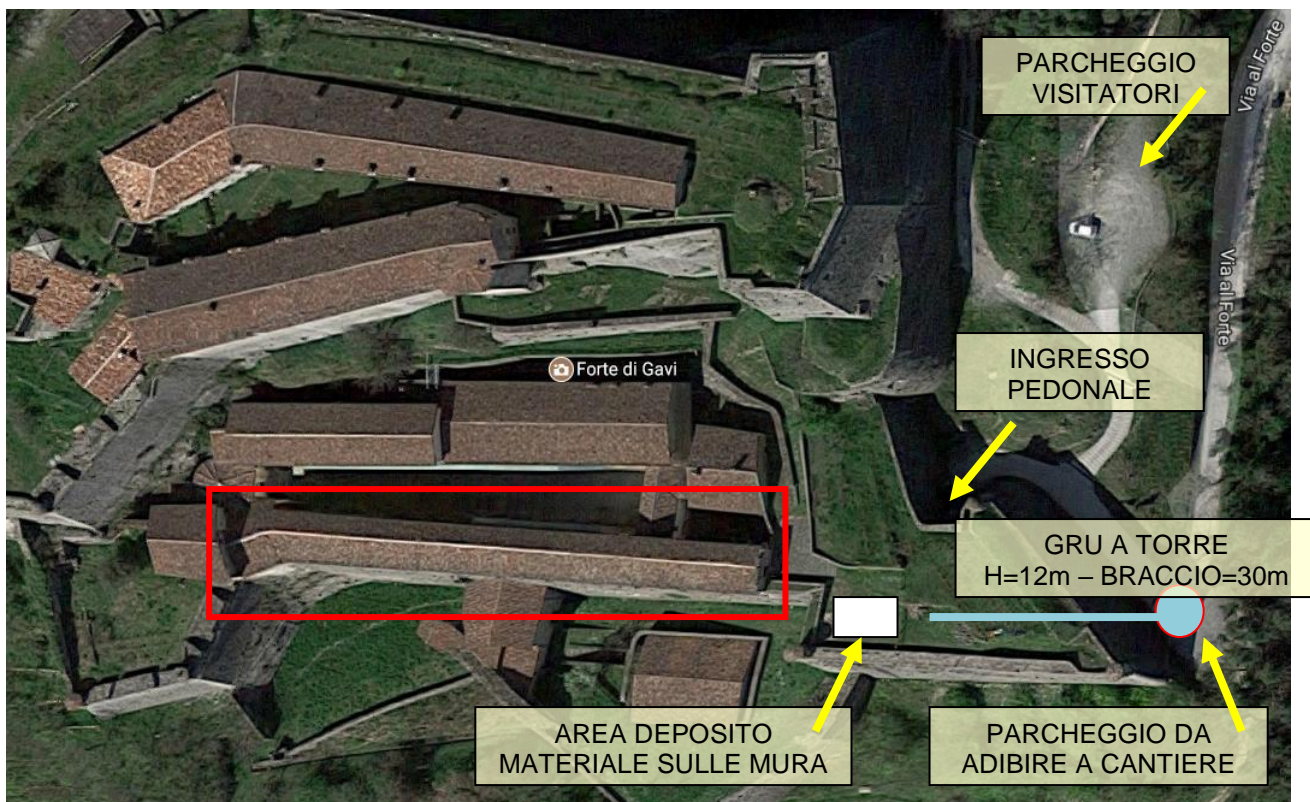 PARCHEGGIO
VISITATORI
Via al Forte
Via al Forte
Forte di Gavi
INGRESSO
PEDONALE
GRU A TORRE
H=12m – BRACCIO=30m
AREA DEPOSITO
MATERIALE SULLE MURA
PARCHEGGIO DA
ADIBIRE A CANTIERE